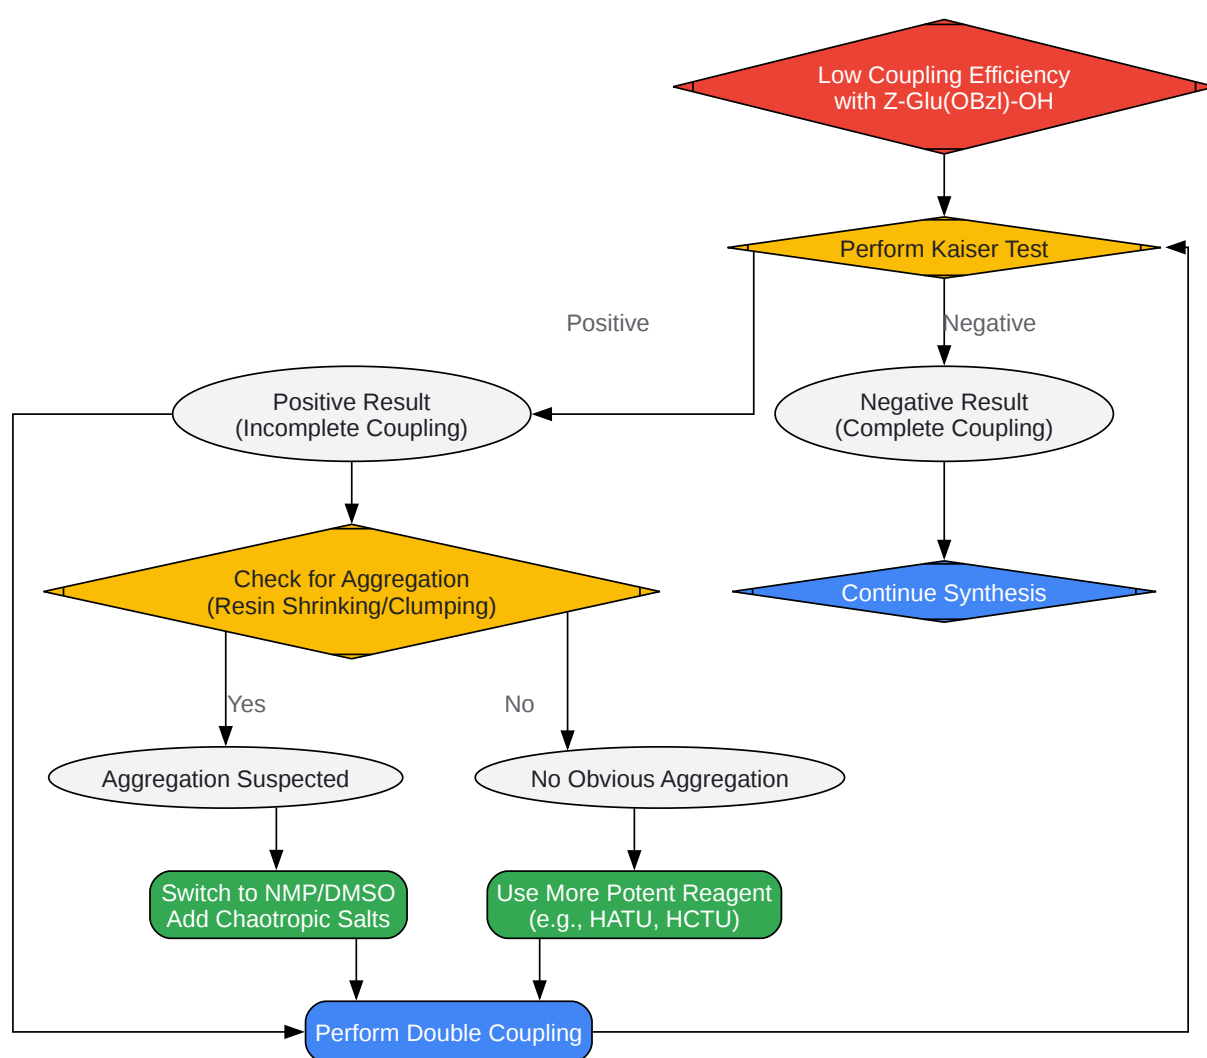 Low Coupling Efficiency
with Z-Glu(OBzl)-OH
Perform Kaiser Test
Positive
Negative
Positive Result
(Incomplete Coupling)
Negative Result
(Complete Coupling)
Check for Aggregation
(Resin Shrinking/Clumping)
Continue Synthesis
Yes
No
Aggregation Suspected
No Obvious Aggregation
Switch to NMP/DMSO
Add Chaotropic Salts
Use More Potent Reagent
(e.g., HATU, HCTU)
Perform Double Coupling